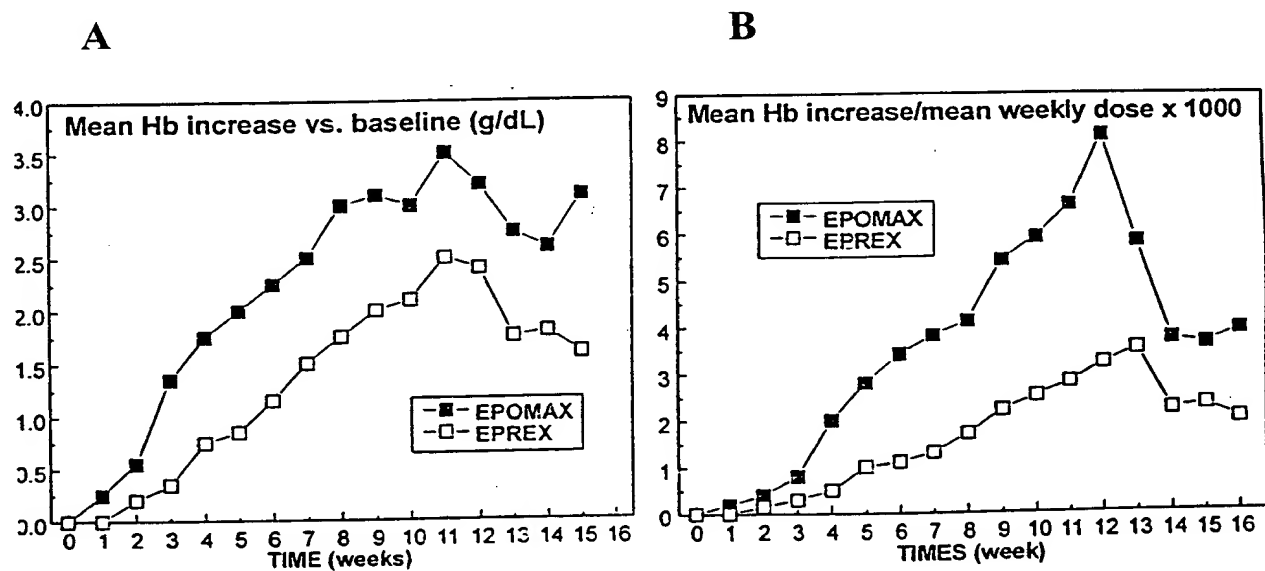 A
B
Mean Hb increase vs. baseline (g/dL)
4.0
3.5
3.0
2.5
2.0
1.5
1.0
0.5
0.0
EPOMAX
EPREX
0 1 2 3 4 5 6 7 8 9 10 11 12 13 14 15 16
TIME (weeks)
Mean Hb increase/mean weekly dose x 1000
9
8
7
6
5
4
3
2
1
0
EPOMAX
EPREX
0 1 2 3 4 5 6 7 8 9 10 11 12 13 14 15 16
TIMES (week)